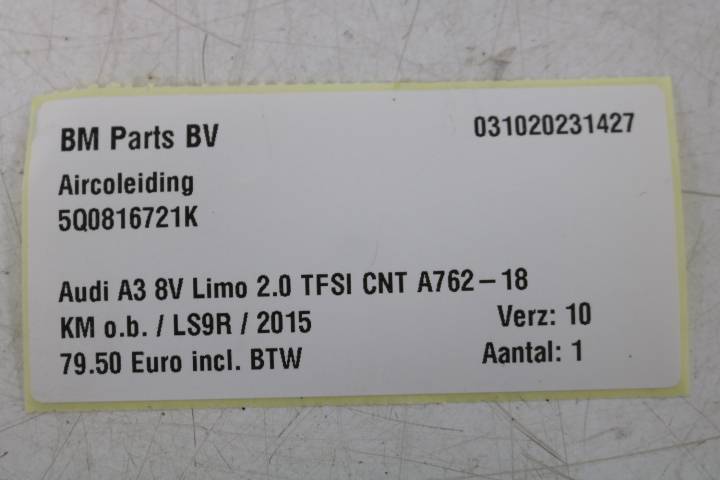 BM Parts BV 031020231427
Aircoleiding
5Q0816721K
Audi A3 8V Limo 2.0 TFSI CNT A762-18
KM o.b. / LS9R / 2015 Verz: 10
79.50 Euro incl. BTW Aantal: 1